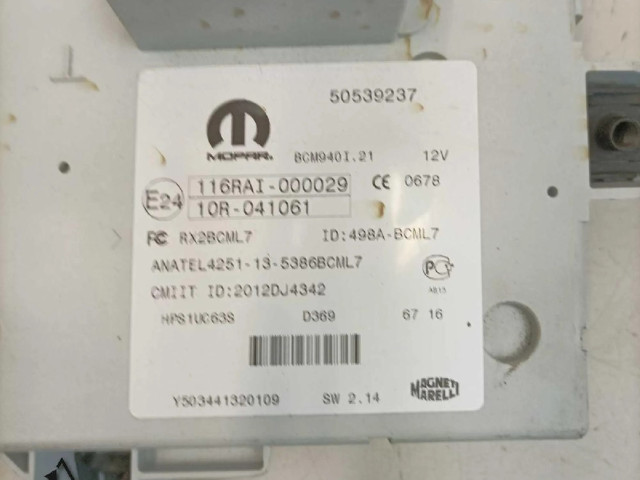 50539237
MOPAR.
BCM940I.21 12V
E24
116RAI-000029
CE 0678
10R-041061
FC RX2BCML7 ID:498A-BCML7
ANATEL4251-13-5386BCML7
CMIIT ID:2012DJ4342
HPS1UC63S D369 67 16
Y503441320109 SW 2.14
MAGNETI
MARELLI